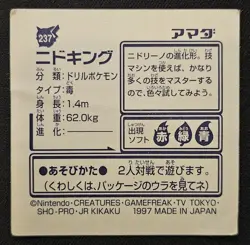 237
ニドキング
分類：ドリルポケモン
タイプ：毒
身長：1.4m
体重：62.0kg
進化：
アマダ
ニドリーノの進化形。技
マシンを使えば、かなり
多くの技をマスターする
ので、色々試してみよう。
出現
ソフト
赤 緑 青
●あそびかた● 2人対戦で遊びます。
(くわしくは、パッケージのウラを見てネ)
©Nintendo・CREATURES・GAMEFREAK・TV TOKYO・
SHO-PRO・JR KIKAKU 1997 MADE IN JAPAN